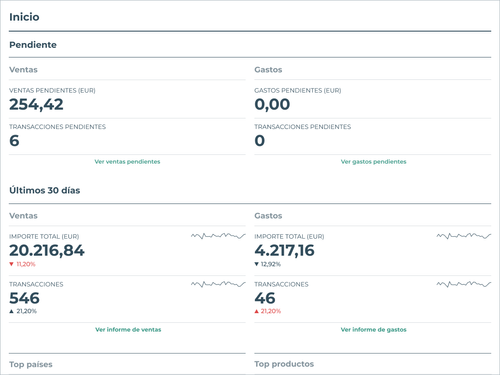 Inicio
Pendiente
Ventas
VENTAS PENDIENTES (EUR)
254,42
TRANSACCIONES PENDIENTES
6
Ver ventas pendientes
Gastos
GASTOS PENDIENTES (EUR)
0,00
TRANSACCIONES PENDIENTES
0
Ver gastos pendientes
Últimos 30 días
Ventas
IMPORTE TOTAL (EUR)
20.216,84
▼ 11,20%
TRANSACCIONES
546
▲ 21,20%
Ver informe de ventas
Gastos
IMPORTE TOTAL (EUR)
4.217,16
▼ 12,92%
TRANSACCIONES
46
▲ 21,20%
Ver informe de gastos
Top países
Top productos